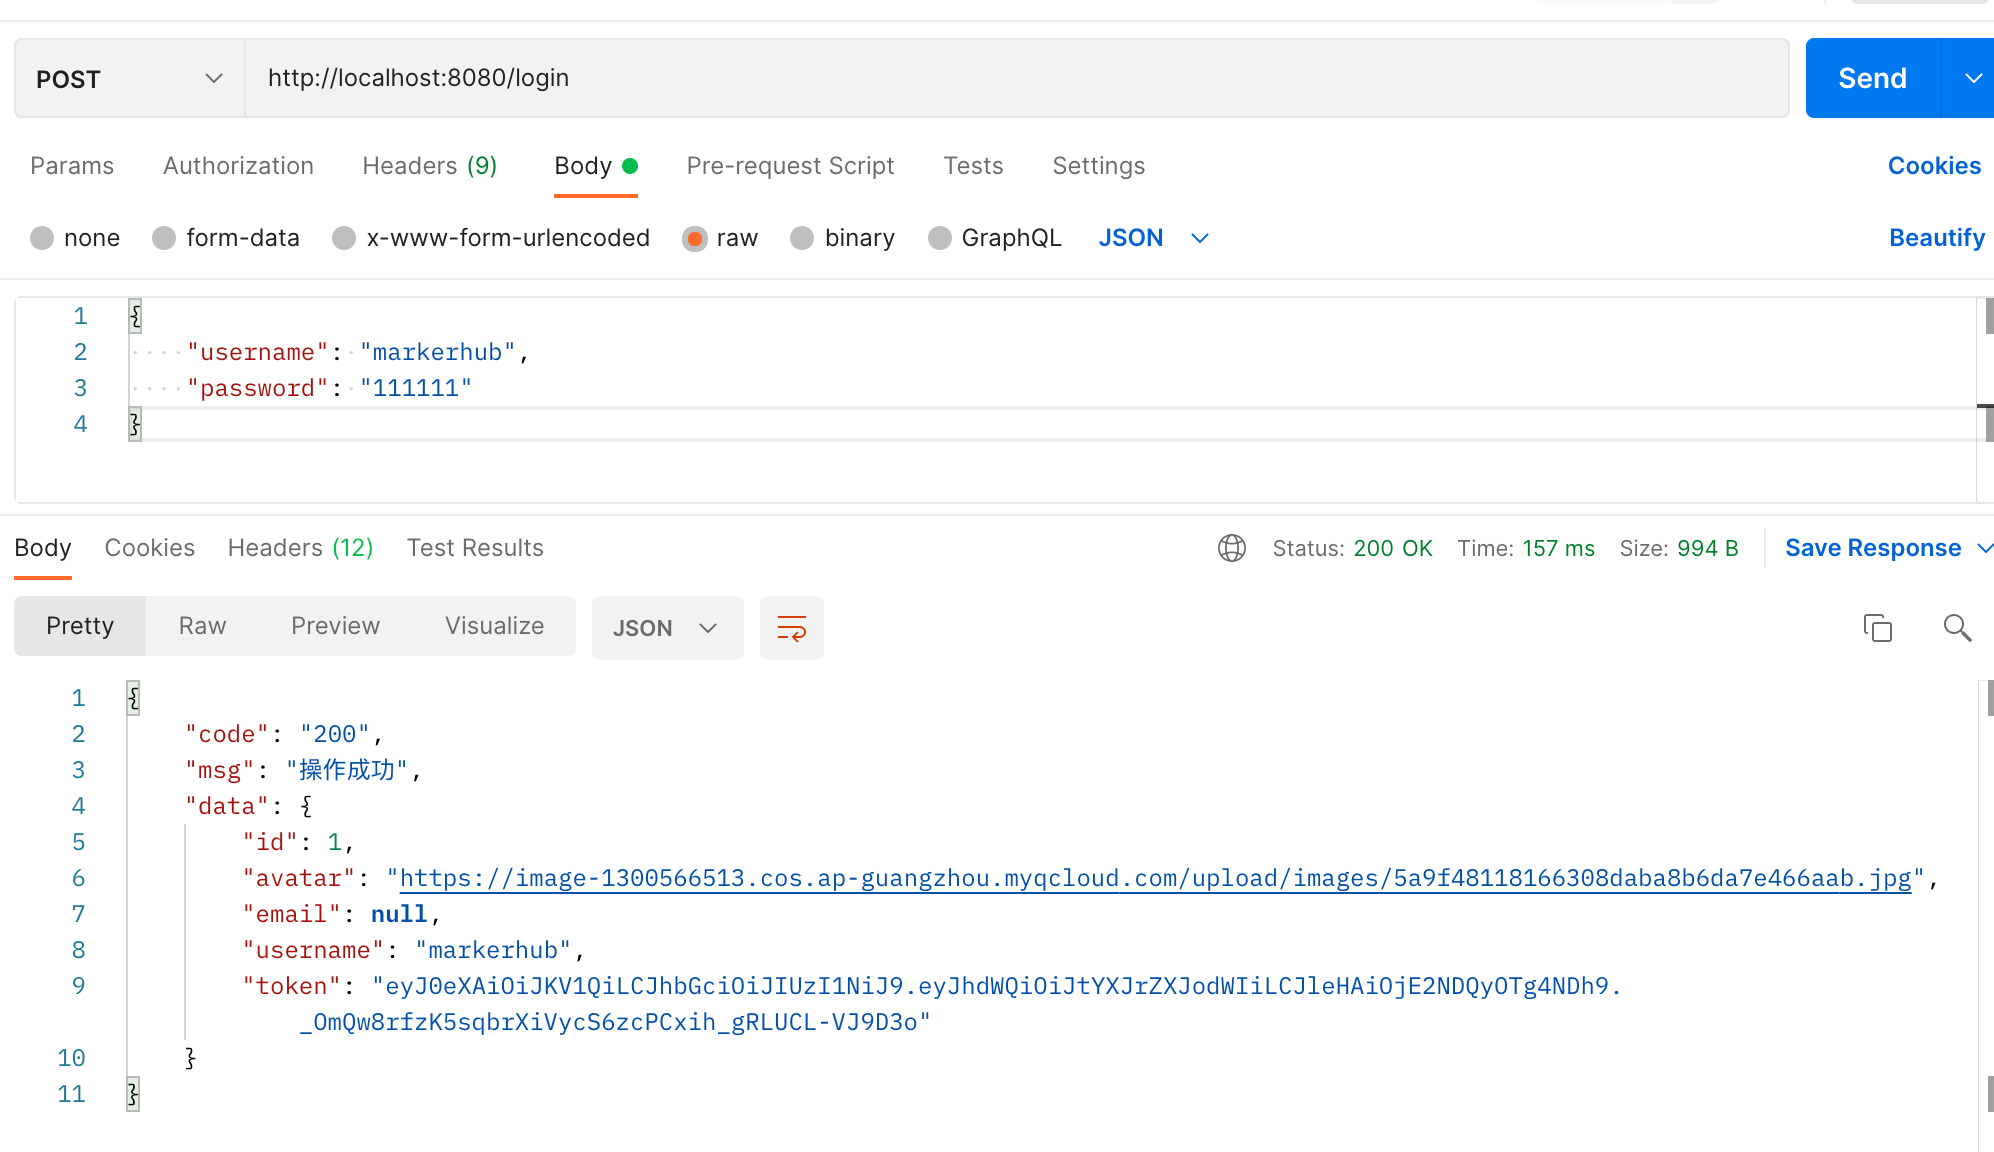 POST http://localhost:8080/login Send
Params Authorization Headers (9) Body Pre-request Script Tests Settings Cookies
none form-data x-www-form-urlencoded raw binary GraphQL JSON Beautify
1 {
2 "username": "markerhub",
3 "password": "111111"
4 }
Body Cookies Headers (12) Test Results Status: 200 OK Time: 157 ms Size: 994 B Save Response
Pretty Raw Preview Visualize JSON
1 {
2 "code": "200",
3 "msg": "操作成功",
4 "data": {
5 "id": 1,
6 "avatar": "https://image-1300566513.cos.ap-guangzhou.myqcloud.com/upload/images/5a9f48118166308daba8b6da7e466aab.jpg",
7 "email": null,
8 "username": "markerhub",
9 "token": "eyJ0eXAiOiJKV1QiLCJhbGciOiJIUzI1NiJ9.eyJhdWQiOiJtYXJrZXJodWIiLCJleHAiOjE2NDQyOTg4NDh9.
_OmQw8rfzK5sqbrXiVycS6zcPCxih_gRLUCL-VJ9D3o"
10 }
11 }